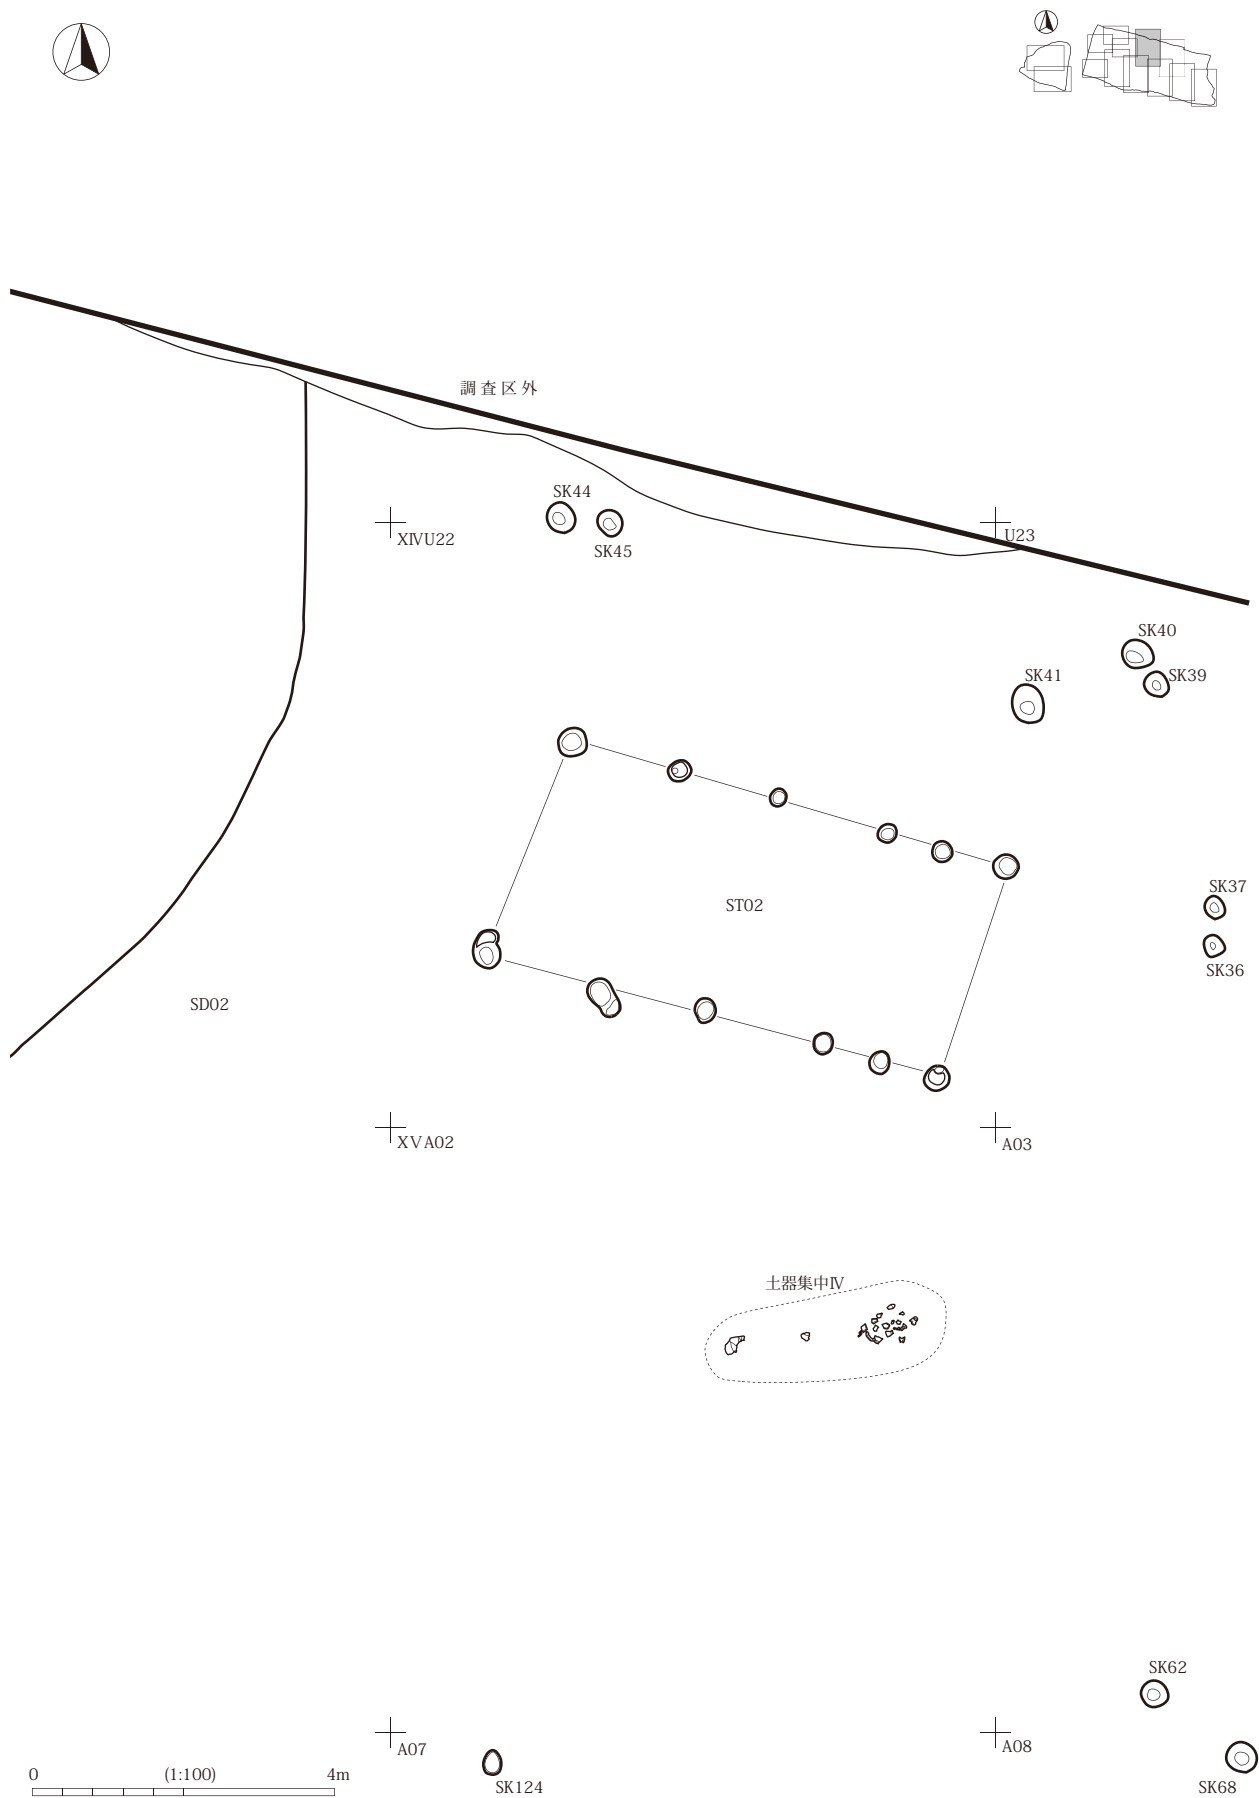 調査区外
SK44
XIVU22
SK45
U23
SK40
SK41
SK39
SK37
ST02
SK36
SD02
XVA02
A03
土器集中Ⅳ
SK62
A07
A08
0 (1:100) 4m
SK124
SK68